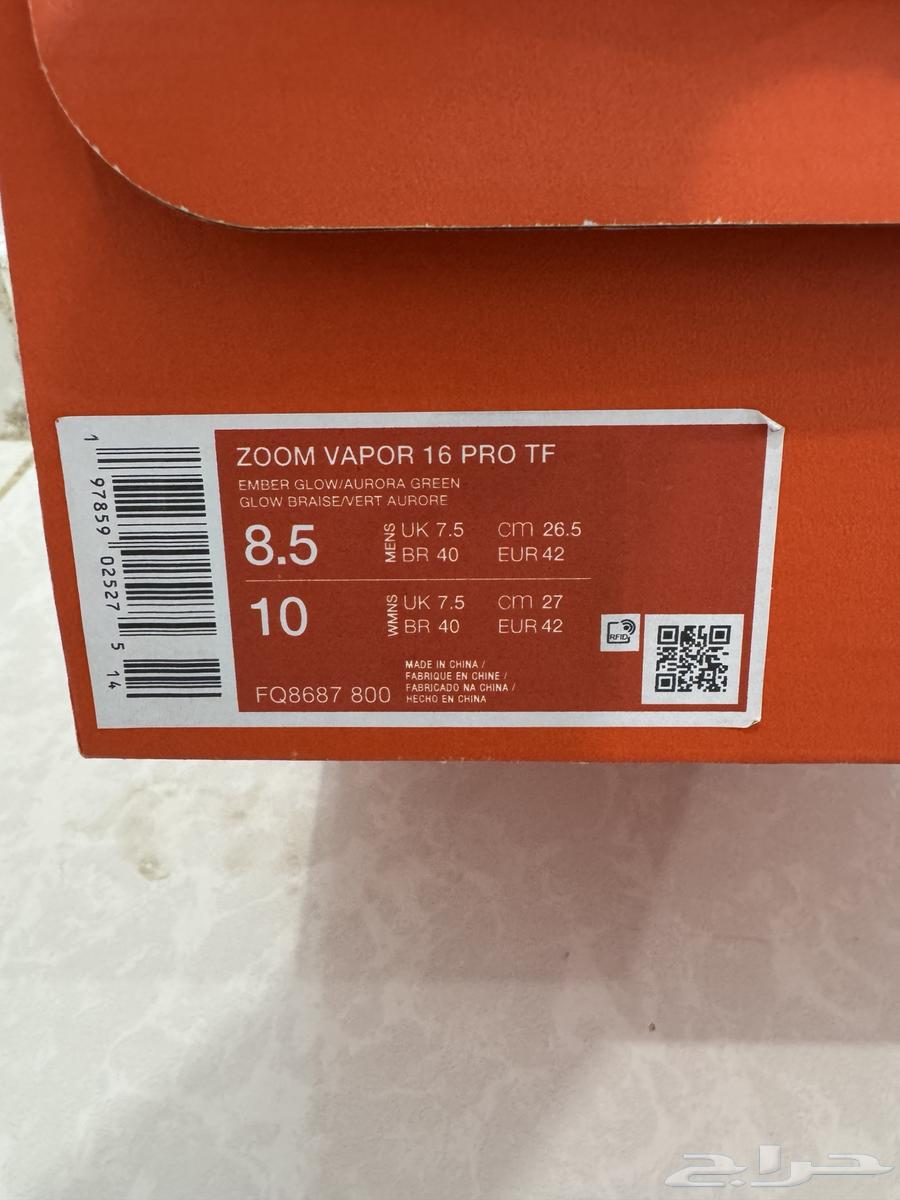 ZOOM VAPOR 16 PRO TF
EMBER GLOW/AURORA GREEN
GLOW BRAISE/VERT AURORE
8.5 MENS UK 7.5 cm 26.5
BR 40 EUR 42
10 WMNS UK 7.5 cm 27
BR 40 EUR 42
RFID
MADE IN CHINA /
FABRIQUE EN CHINE /
FABRICADO NA CHINA /
HECHO EN CHINA
FQ8687 800
1 97859 02527 5 14
حراج